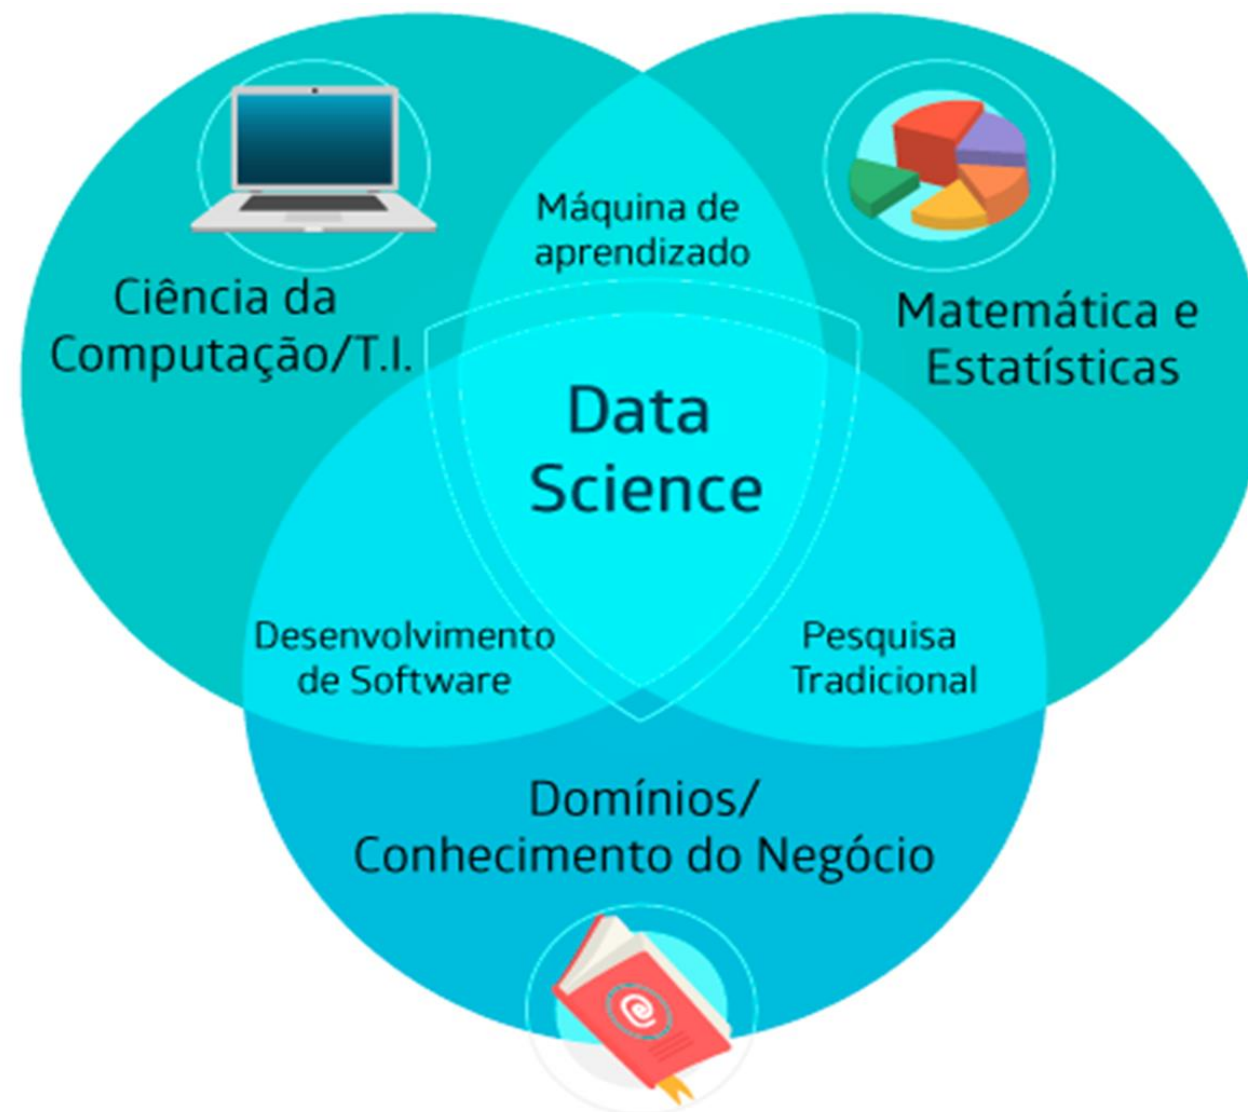 Máquina de
aprendizado
Ciência da
Computação/T.I.
Matemática e
Estatísticas
Data
Science
Desenvolvimento
de Software
Pesquisa
Tradicional
Domínios/
Conhecimento do Negócio